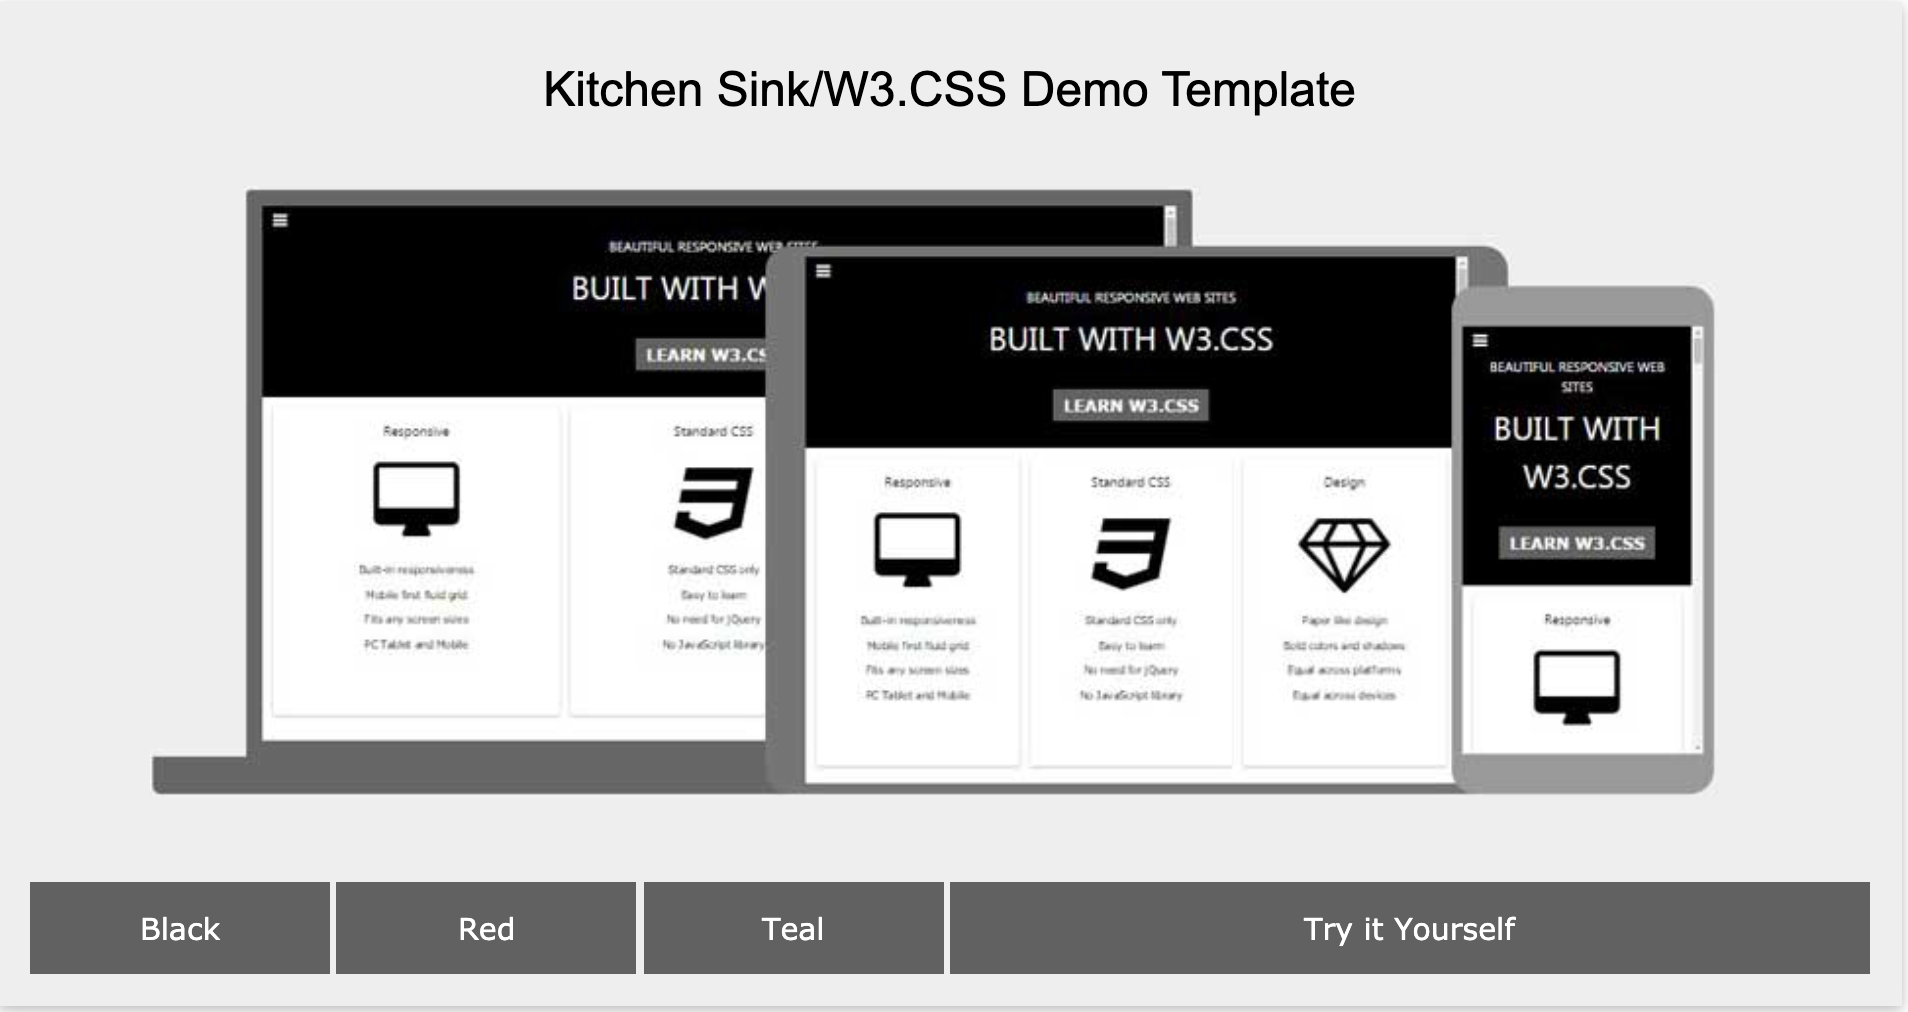 Kitchen Sink/W3.CSS Demo Template
BEAUTIFUL RESPONSIVE WEB SITES
BUILT WITH W
LEARN W3.CS
Responsive
Built-in responsiveness
Mobile first fluid grid
Fits any screen sizes
PC Tablet and Mobile
Standard CSS
Standard CSS only
Easy to learn
No need for jQuery
No JavaScript library
BEAUTIFUL RESPONSIVE WEB SITES
BUILT WITH W3.CSS
LEARN W3.CSS
Responsive
Built-in responsiveness
Mobile first fluid grid
Fits any screen sizes
PC Tablet and Mobile
Standard CSS
Standard CSS only
Easy to learn
No need for jQuery
No JavaScript library
Design
Paper like design
Bold colors and shadows
Equal across platforms
Equal across devices
BEAUTIFUL RESPONSIVE WEB
SITES
BUILT WITH
W3.CSS
LEARN W3.CSS
Responsive
Black
Red
Teal
Try it Yourself